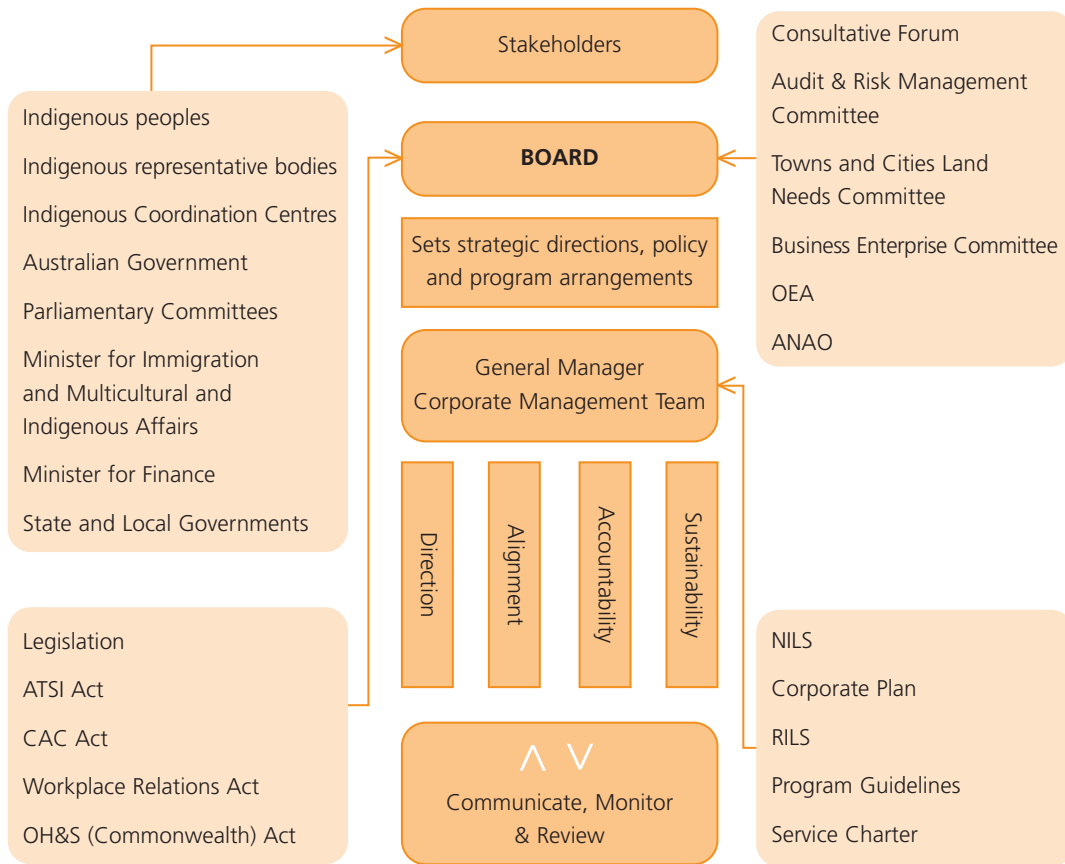 Stakeholders
Indigenous peoples
Indigenous representative bodies
Indigenous Coordination Centres
Australian Government
Parliamentary Committees
Minister for Immigration
and Multicultural and
Indigenous Affairs
Minister for Finance
State and Local Governments
Legislation
ATSI Act
CAC Act
Workplace Relations Act
OH&S (Commonwealth) Act
BOARD
Sets strategic directions, policy
and program arrangements
General Manager
Corporate Management Team
Direction
Alignment
Accountability
Sustainability
Communicate, Monitor
& Review
Consultative Forum
Audit & Risk Management
Committee
Towns and Cities Land
Needs Committee
Business Enterprise Committee
OEA
ANAO
NILS
Corporate Plan
RILS
Program Guidelines
Service Charter